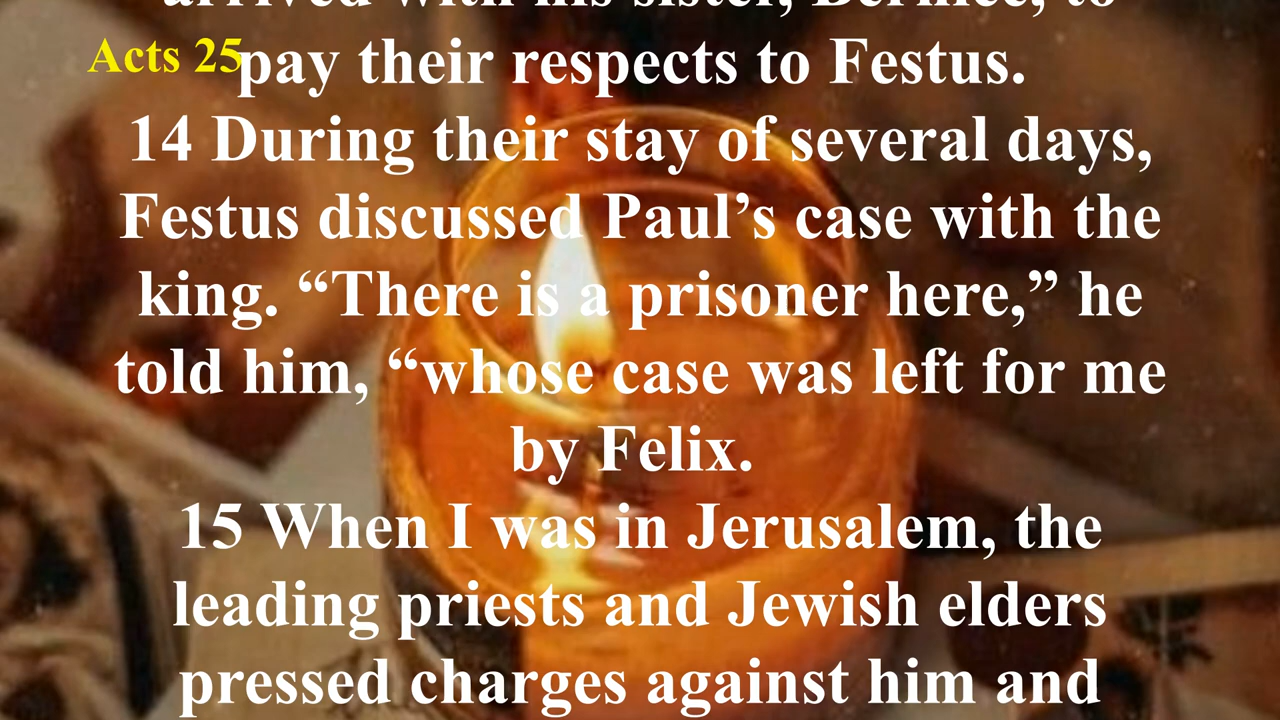 arrived with his sister, Bernice, to
Acts 25
pay their respects to Festus.
14 During their stay of several days,
Festus discussed Paul’s case with the
king. “There is a prisoner here,” he
told him, “whose case was left for me
by Felix.
15 When I was in Jerusalem, the
leading priests and Jewish elders
pressed charges against him and